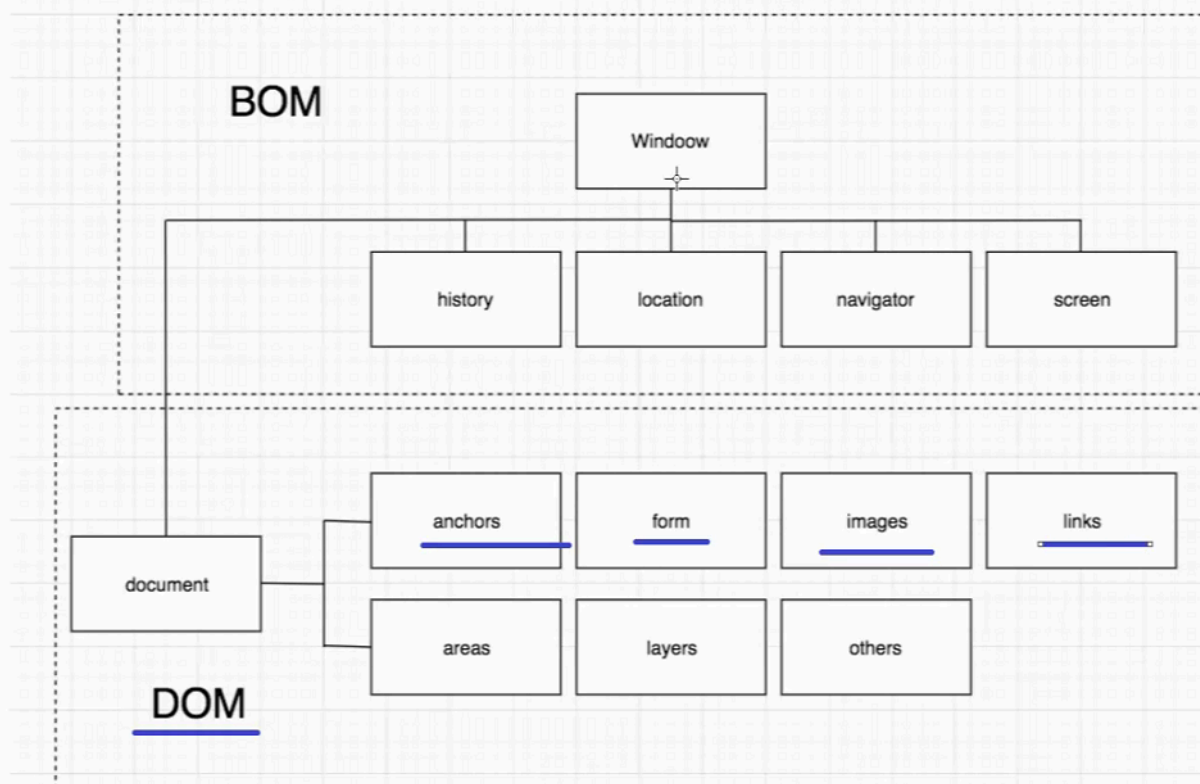 BOM
Windoow
history
location
navigator
screen
anchors
form
images
links
document
areas
layers
others
DOM